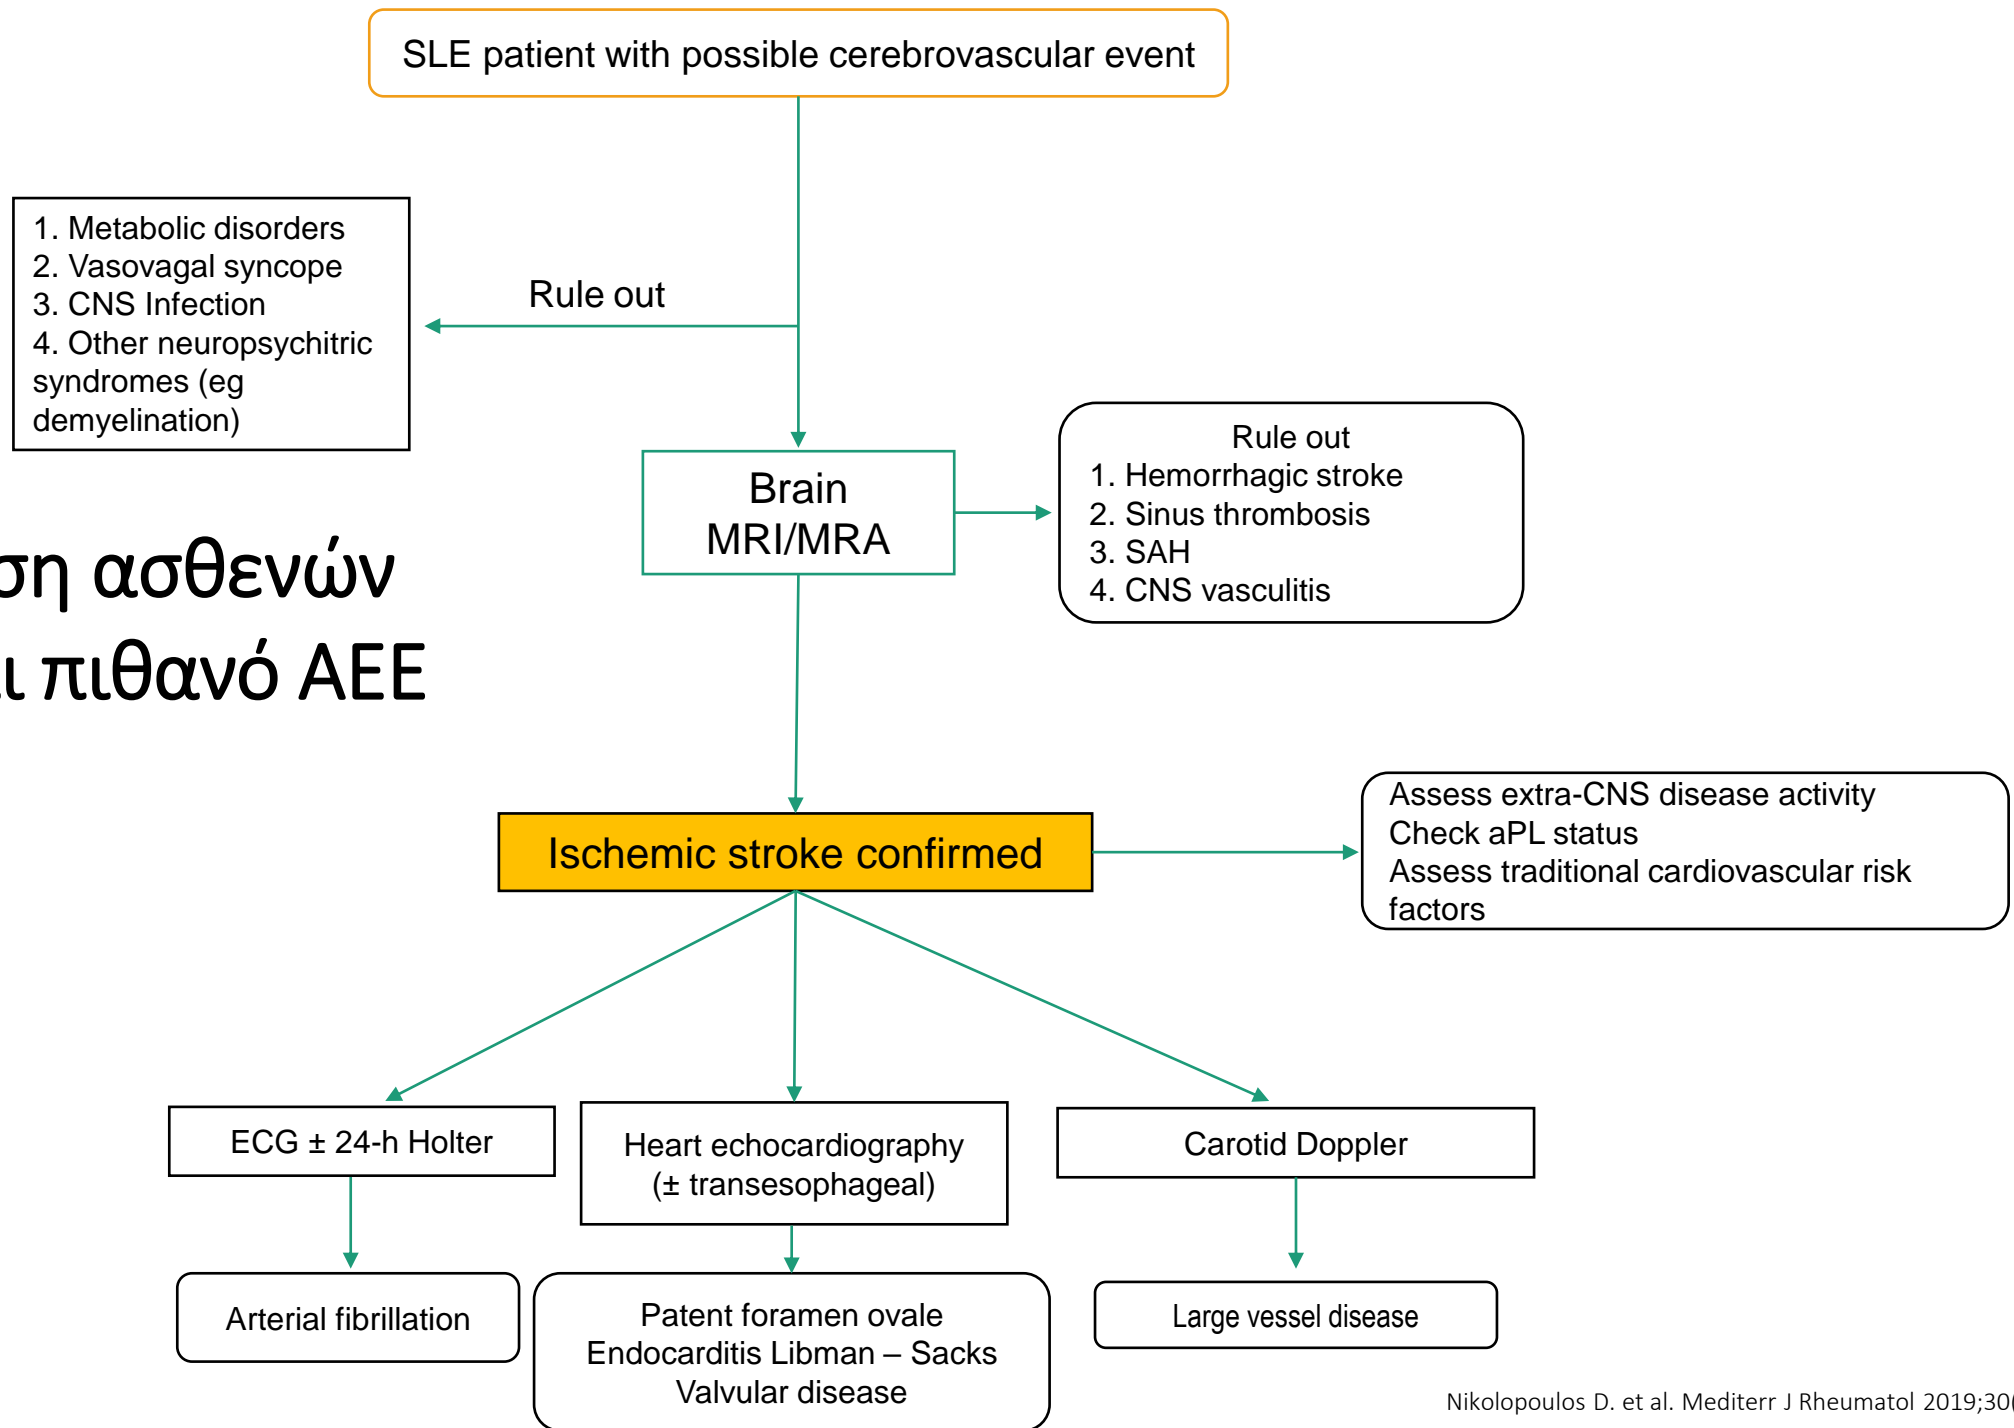 SLE patient with possible cerebrovascular event
1. Metabolic disorders
2. Vasovagal syncope
3. CNS Infection
4. Other neuropsychitric
syndromes (eg
demyelination)
Rule out
Brain
MRI/MRA
Rule out
1. Hemorrhagic stroke
2. Sinus thrombosis
3. SAH
4. CNS vasculitis
ση ασθενών
ι πιθανό ΑΕΕ
Ischemic stroke confirmed
Assess extra-CNS disease activity
Check aPL status
Assess traditional cardiovascular risk
factors
ECG ± 24-h Holter
Heart echocardiography
(± transesophageal)
Carotid Doppler
Arterial fibrillation
Patent foramen ovale
Endocarditis Libman – Sacks
Valvular disease
Large vessel disease
Nikolopoulos D. et al. Mediterr J Rheumatol 2019;30(